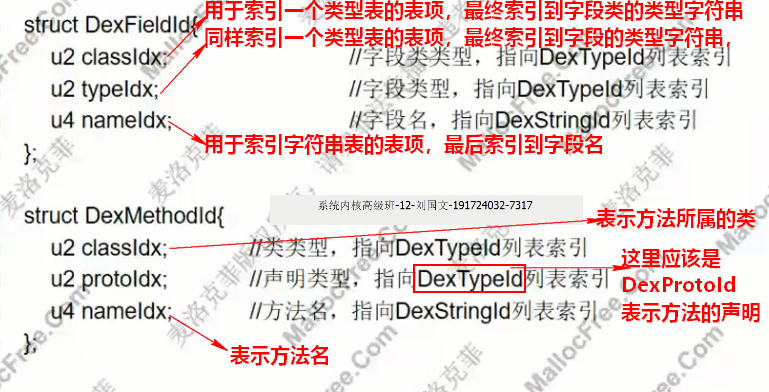 用于索引一个类型表的表项，最终索引到字段类的类型字符串
struct DexFieldId{
同样索引一个类型表的表项，最终索引到字段的类型字符串，
u2 classIdx; //字段类类型，指向DexTypeId列表索引
u2 typeIdx; //字段类型，指向DexTypeId列表索引
u4 nameIdx; //字段名，指向DexStringId列表索引
用于索引字符串表的表项，最后索引到字段名
};
系统内核高级班-12-刘国文-191724032-7317
struct DexMethodId{
表示方法所属的类
u2 classIdx; //类类型，指向DexTypeId列表索引
u2 protoIdx; //声明类型，指向DexTypeId列表索引
这里应该是
DexProtoId
表示方法的声明
u4 nameIdx; //方法名，指向DexStringId列表索引
};
表示方法名
麦洛克菲
MallocFree.Com